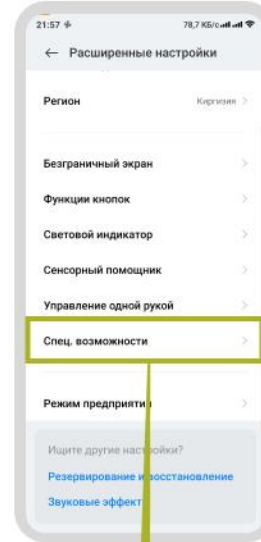 21:57 78,7 КБ/с
← Расширенные настройки
Регион Киргизия >
Безграничный экран >
Функции кнопок >
Световой индикатор >
Сенсорный помощник >
Управление одной рукой >
Спец. возможности >
Режим предприятия >
Ищите другие настройки?
Резервирование и восстановление
Звуковые эффекты